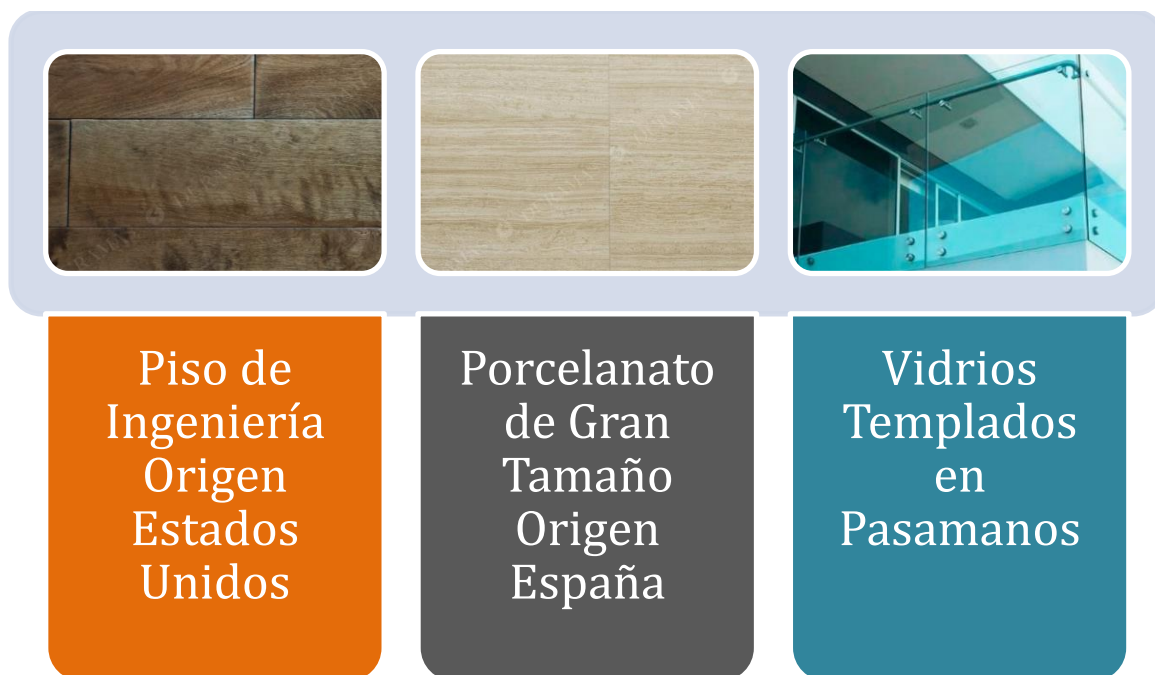 Piso de
Ingeniería
Origen
Estados
Unidos
Porcelanato
de Gran
Tamaño
Origen
España
Vidrios
Templados
en
Pasamanos